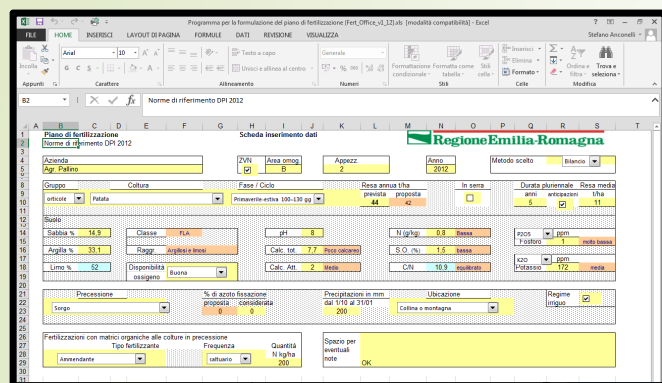 Programma per la formulazione del piano di fertilizzazione (Fert_Office_v1_12).xls [modalità compatibilità] - Excel
FILE HOME INSERISCI LAYOUT DI PAGINA FORMULE DATI REVISIONE VISUALIZZA Stefano Anconelli
Arial 10 Testo a capo Generale Inserisci
Incolla G C S Unisci e allinea al centro % 000 Formattazione condizionale Formatta come tabella Stili cella Elimina Formato Ordina e filtra Trova e seleziona
Appunti Carattere Allineamento Numeri Stili Celle Modifica
B2 fx Norme di riferimento DPI 2012
A B C D E F G H I J K L M N O P Q R S T
1 Piano di fertilizzazione Scheda inserimento dati RegioneEmilia-Romagna
2 Norme di riferimento DPI 2012
Azienda ZVN Area omog. Appezz. Anno Metodo scelto Bilancio
Agr. Pallino B 2 2012
Gruppo Coltura Fase / Ciclo Resa annua t/ha In serra Durata pluriennale Resa media
prevista proposta anni anticipazioni t/ha
orticole Patata Primaverile-estiva 100-130 gg 44 42 5 11
Suolo
Sabbia % 14,9 Classe FLA pH 8 N (g/kg) 0,8 Bassa P2O5 ppm
Fosforo 1 molto bassa
Argilla % 33,1 Raggr. Argillosi e limosi Calc. tot. 7,7 Poco calcareo S.O. (%) 1,5 bassa
K2O ppm
Limo % 52 Disponibilità ossigeno Buona Calc. Att. 2 Medio C/N 10,9 equilibrato Potassio 172 media
Precessione % di azoto fissazione Precipitazioni in mm Ubicazione Regime irriguo
proposta considerata dal 1/10 al 31/01
Sorgo 0 0 200 Collina o montagna
Fertilizzazioni con matrici organiche alle colture in precessione Spazio per eventuali note
Tipo fertilizzante Frequenza Quantità
N kg/ha
Ammendante saltuario 200 OK